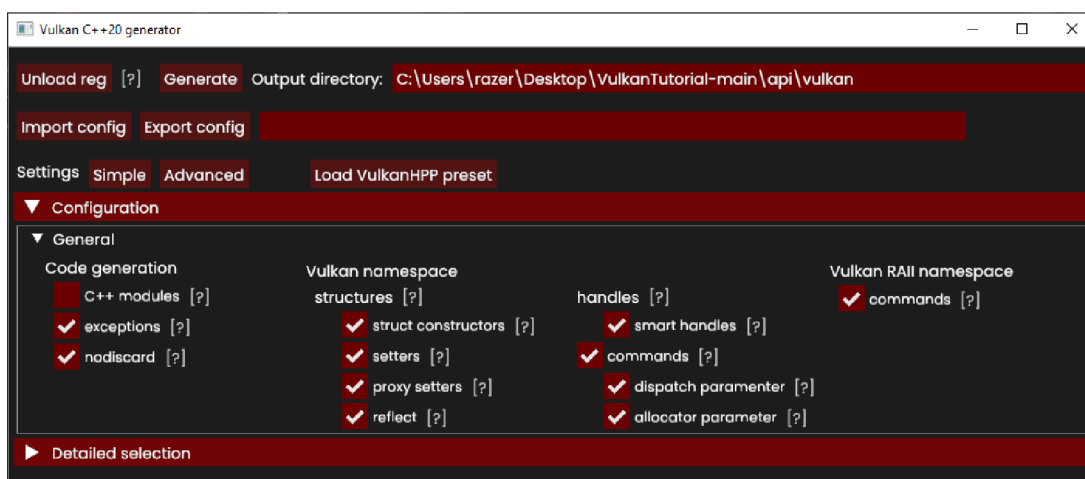 Vulkan C++20 generator
Unload reg [?] Generate Output directory: C:\Users\razer\Desktop\VulkanTutorial-main\api\vulkan
Import config Export config
Settings Simple Advanced Load VulkanHPP preset
Configuration
General
Code generation Vulkan namespace Vulkan RAII namespace
C++ modules [?] structures [?] handles [?] commands [?]
exceptions [?] struct constructors [?] smart handles [?]
nodiscard [?] setters [?] commands [?]
proxy setters [?] dispatch paramenter [?]
reflect [?] allocator parameter [?]
Detailed selection